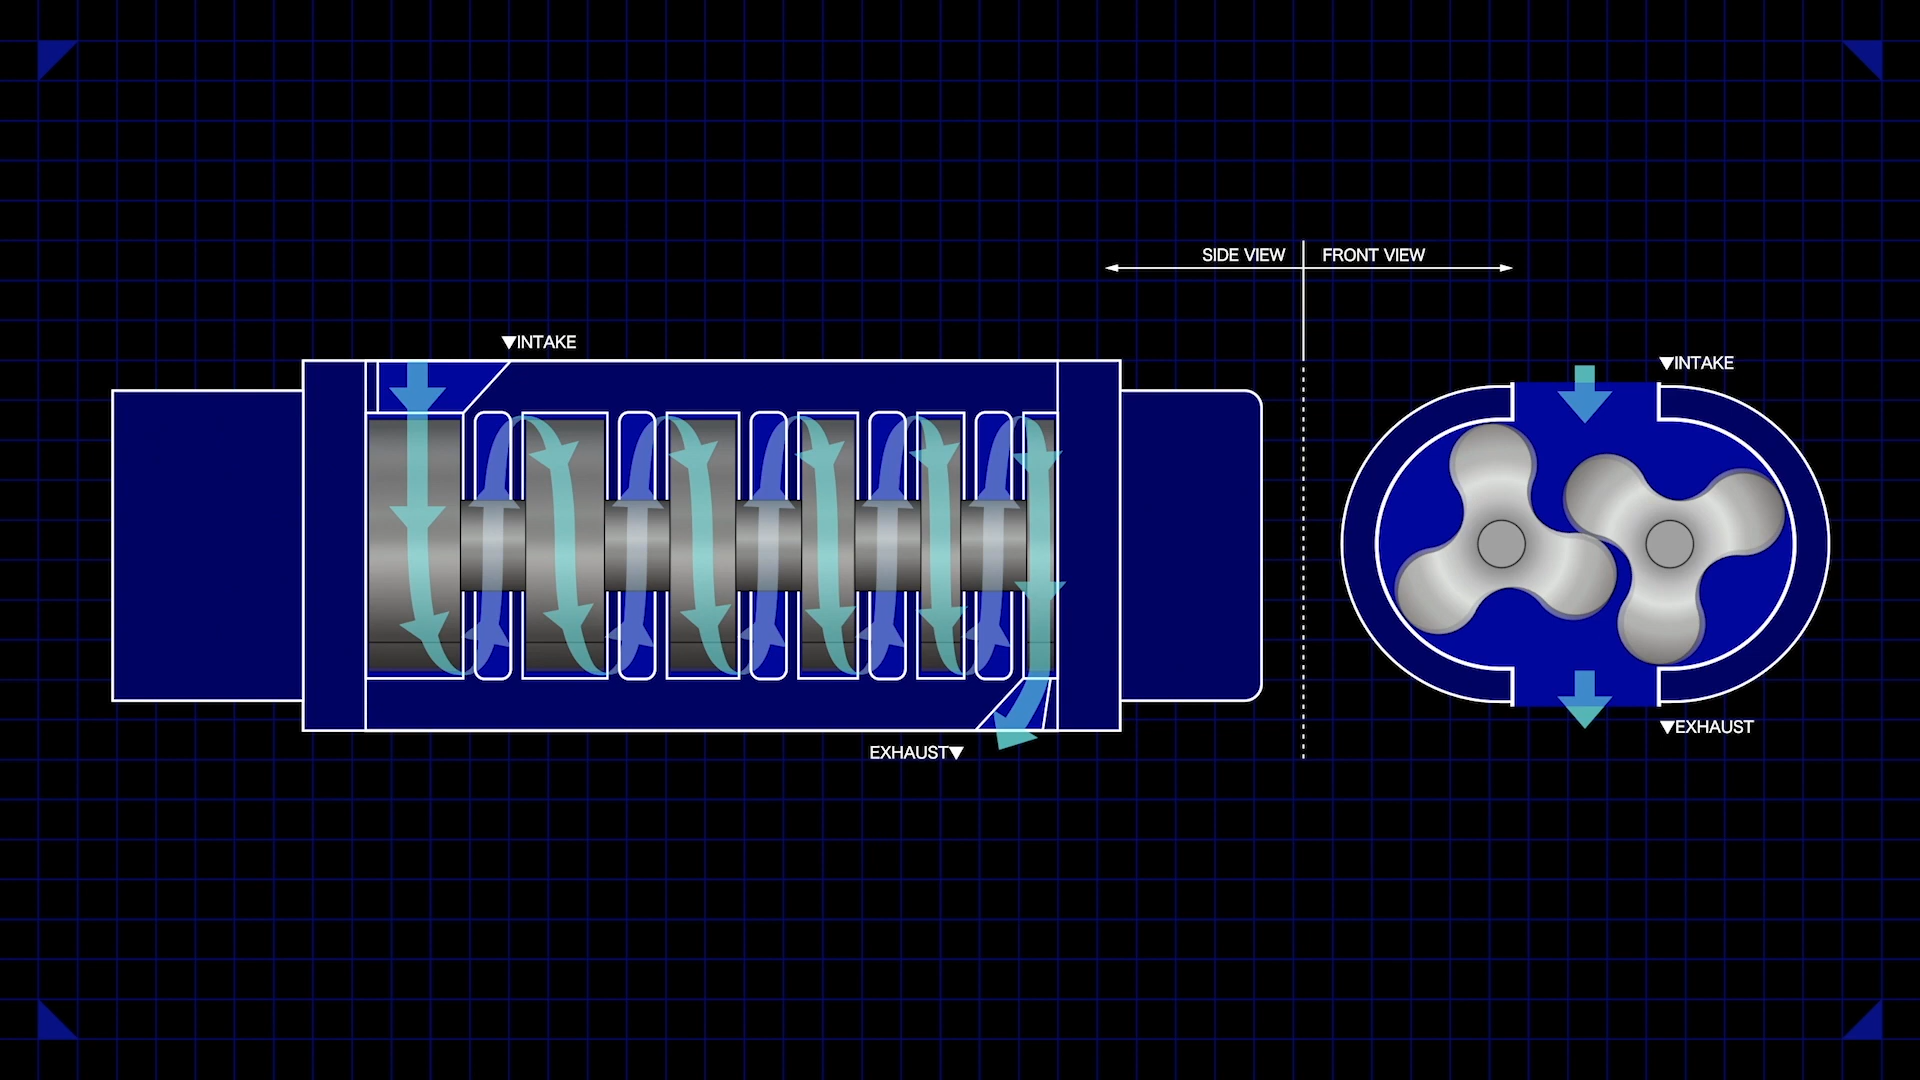 SIDE VIEW
FRONT VIEW
▼INTAKE
EXHAUST▼
▼INTAKE
▼EXHAUST